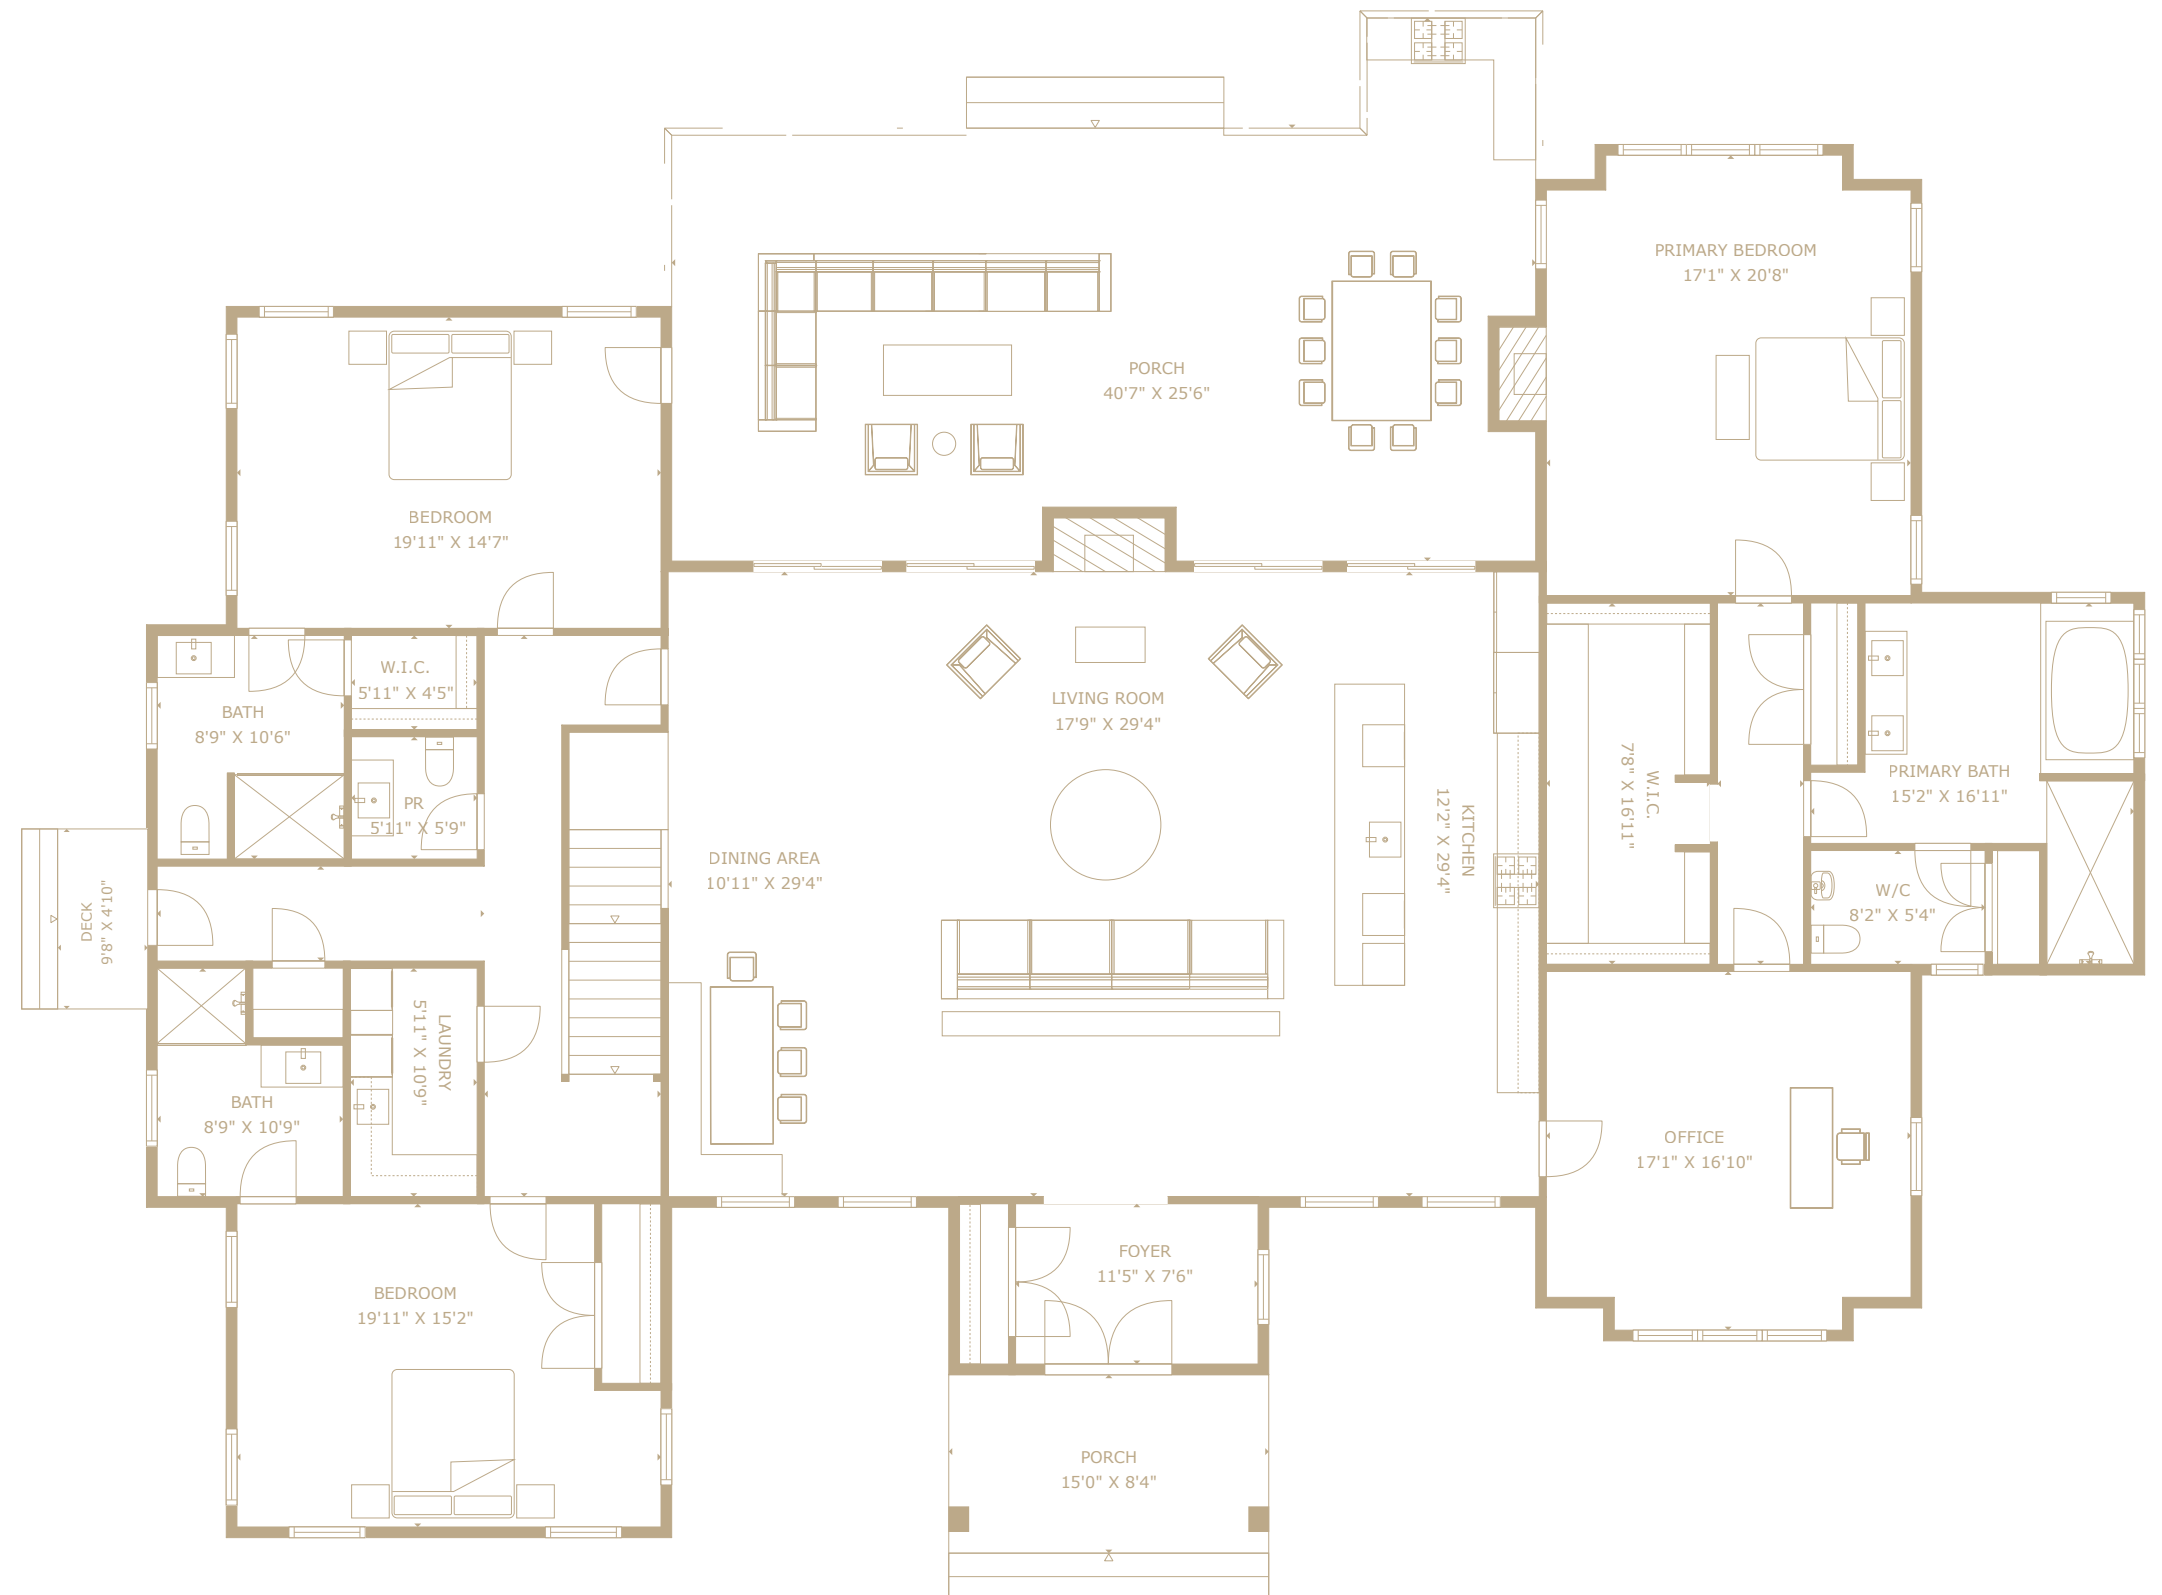 PRIMARY BEDROOM
17'1" X 20'8"
PORCH
40'7" X 25'6"
BEDROOM
19'11" X 14'7"
W.I.C.
5'11" X 4'5"
BATH
8'9" X 10'6"
PR
5'11" X 5'9"
LIVING ROOM
17'9" X 29'4"
DINING AREA
10'11" X 29'4"
KITCHEN
12'2" X 29'4"
W.I.C.
7'8" X 16'11"
PRIMARY BATH
15'2" X 16'11"
W/C
8'2" X 5'4"
DECK
9'8" X 4'10"
LAUNDRY
5'11" X 10'9"
BATH
8'9" X 10'9"
OFFICE
17'1" X 16'10"
FOYER
11'5" X 7'6"
BEDROOM
19'11" X 15'2"
PORCH
15'0" X 8'4"